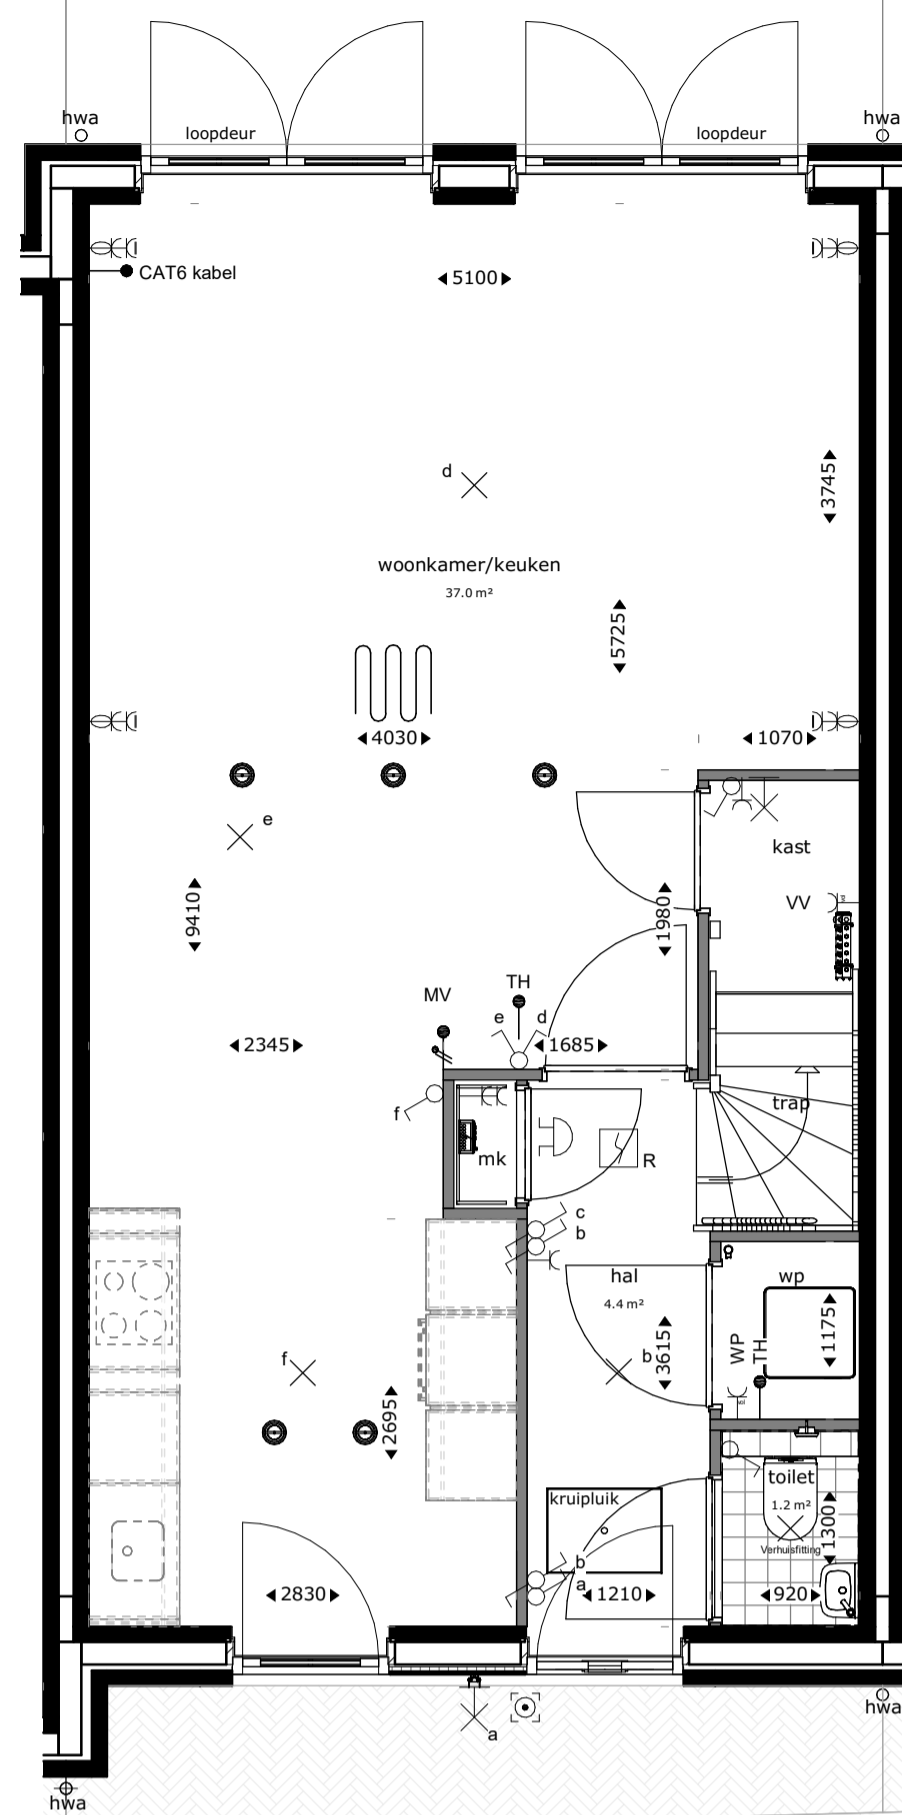 hwa
hwa
loopdeur
loopdeur
CAT6 kabel
5100
d
3745
woonkamer/keuken
37.0 m²
5725
4030
1070
e
kast
VV
9410
1980
MV
TH
e
d
2345
1685
f
trap
mk
R
c
b
hal
wp
4.4 m²
WP
TH
1175
b
3615
f
2695
toilet
kruipluik
1.2 m²
1300
Verhuisfitting
b
a
2830
1210
920
a
hwa
hwa